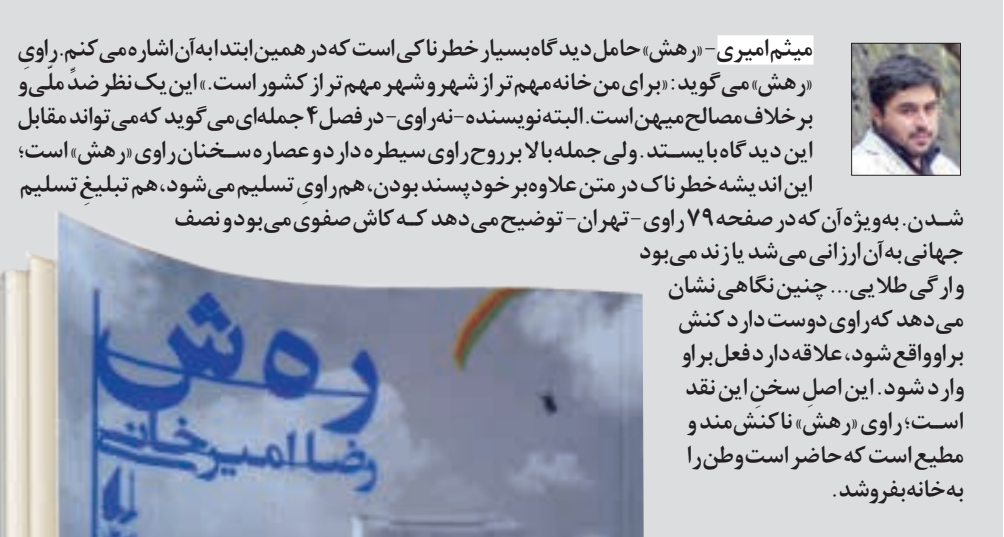 میثم امیری - «رهش» حامل دیدگاه بسیار خطرناکی است که در همین ابتدا به آن اشاره می‌کنم. راویِ
«رهش» می‌گوید: «برای من خانه مهم‌تر از شهر و شهر مهم‌تر از کشور است.» این یک نظر ضدِّ ملّی و
برخلاف مصالح میهن است. البته نویسنده -نه راوی- در فصل ۴ جمله‌ای می‌گوید که می‌تواند مقابل
این دیدگاه بایستد. ولی جمله بالا بر روح راوی سیطره دارد و عصاره سخنان راوی «رهش» است؛
این اندیشه خطرناک در متن علاوه بر خودپسند بودن، هم راویِ تسلیم می‌شود، هم تبلیغِ تسلیم
شدن. به‌ویژه آن که در صفحه ۷۹ راوی -تهران- توضیح می‌دهد که کاش صفوی می‌بود و نصف
جهانی به آن ارزانی می‌شد یا زند می‌بود
وارگی طلایی... چنین نگاهی نشان
می‌دهد که راوی دوست دارد کنش
بر او واقع شود، علاقه دارد فعل بر او
وارد شود. این اصلِ سخنِ این نقد
است؛ راوی «رهش» ناکنش‌مند و
مطیع است که حاضر است وطن را
به خانه بفروشد.
رهش
رضا امیرخانی